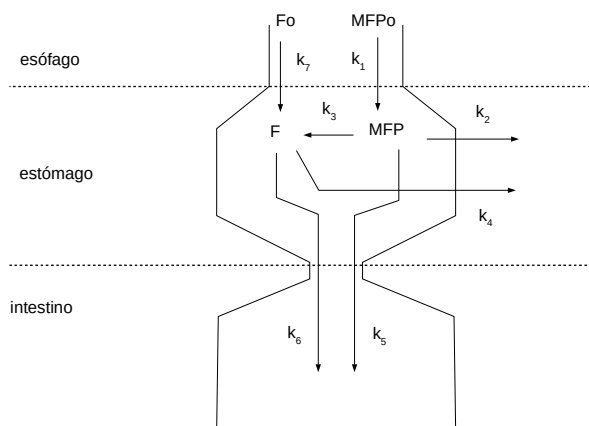 Fo MFPo
esófago
k7 k1
k3 k2
F MFP
estómago
k4
intestino
k6 k5